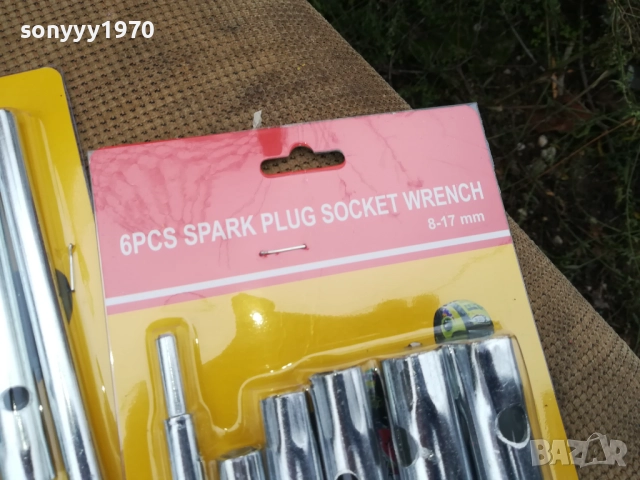 sonyyy1970
6PCS SPARK PLUG SOCKET WRENCH
8-17 mm
BAZAR